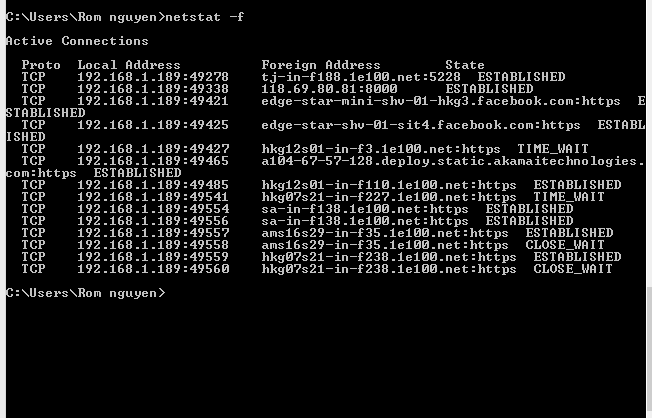 C:\Users\Rom nguyen>netstat -f
Active Connections
Proto Local Address Foreign Address State
TCP 192.168.1.189:49278 tj-in-f188.1e100.net:5228 ESTABLISHED
TCP 192.168.1.189:49338 118.69.80.81:8000 ESTABLISHED
TCP 192.168.1.189:49421 edge-star-mini-shv-01-hkg3.facebook.com:https E
STABLISHED
TCP 192.168.1.189:49425 edge-star-shv-01-sit4.facebook.com:https ESTABL
ISHED
TCP 192.168.1.189:49427 hkg12s01-in-f3.1e100.net:https TIME_WAIT
TCP 192.168.1.189:49465 a104-67-57-128.deploy.static.akamaitechnologies.
com:https ESTABLISHED
TCP 192.168.1.189:49485 hkg12s01-in-f110.1e100.net:https ESTABLISHED
TCP 192.168.1.189:49541 hkg07s21-in-f227.1e100.net:https TIME_WAIT
TCP 192.168.1.189:49554 sa-in-f138.1e100.net:https ESTABLISHED
TCP 192.168.1.189:49556 sa-in-f138.1e100.net:https ESTABLISHED
TCP 192.168.1.189:49557 ams16s29-in-f35.1e100.net:https ESTABLISHED
TCP 192.168.1.189:49558 ams16s29-in-f35.1e100.net:https CLOSE_WAIT
TCP 192.168.1.189:49559 hkg07s21-in-f238.1e100.net:https ESTABLISHED
TCP 192.168.1.189:49560 hkg07s21-in-f238.1e100.net:https CLOSE_WAIT
C:\Users\Rom nguyen>